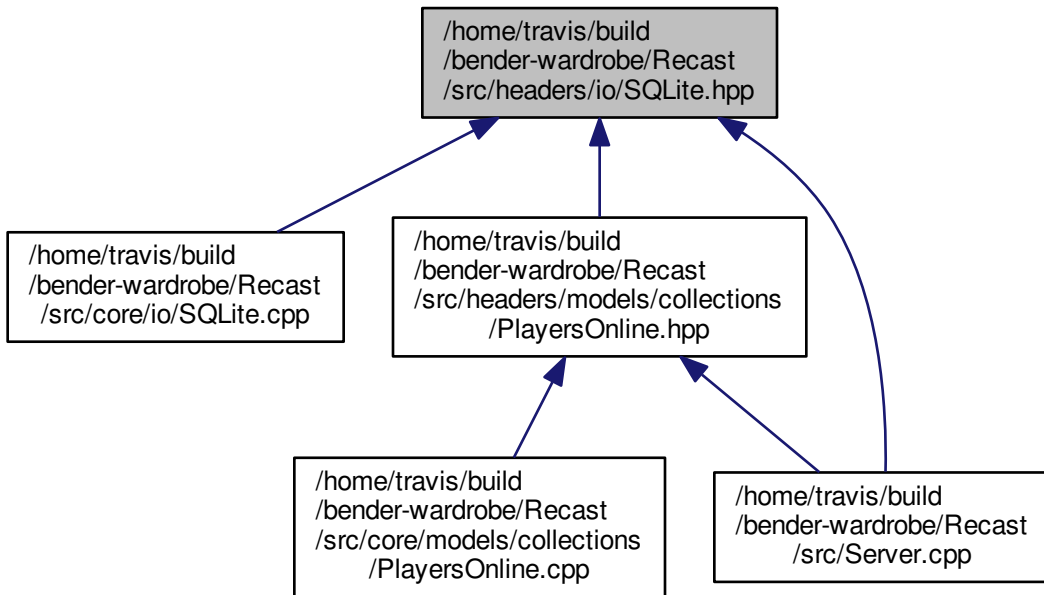 /home/travis/build
/bender-wardrobe/Recast
/src/headers/io/SQLite.hpp
/home/travis/build
/bender-wardrobe/Recast
/src/core/io/SQLite.cpp
/home/travis/build
/bender-wardrobe/Recast
/src/headers/models/collections
/PlayersOnline.hpp
/home/travis/build
/bender-wardrobe/Recast
/src/core/models/collections
/PlayersOnline.cpp
/home/travis/build
/bender-wardrobe/Recast
/src/Server.cpp